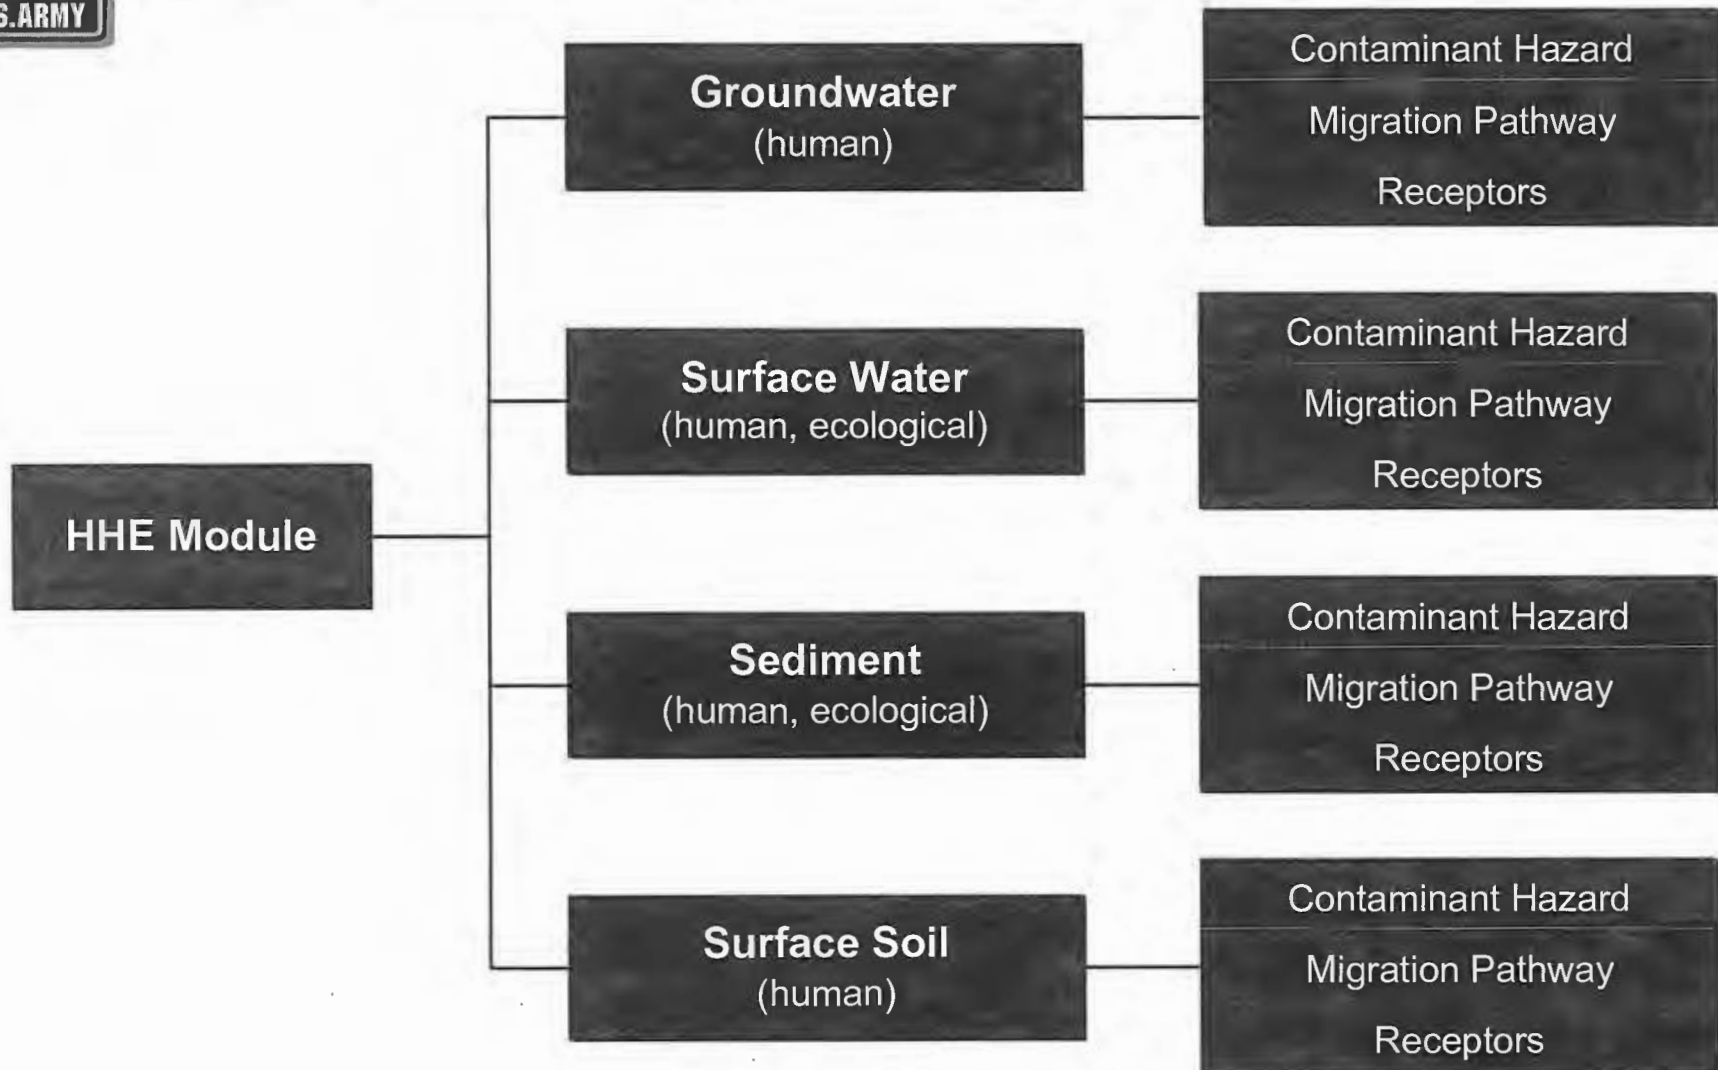 S.ARMY
Groundwater
(human)
Contaminant Hazard
Migration Pathway
Receptors
Surface Water
(human, ecological)
Contaminant Hazard
Migration Pathway
Receptors
HHE Module
Sediment
(human, ecological)
Contaminant Hazard
Migration Pathway
Receptors
Surface Soil
(human)
Contaminant Hazard
Migration Pathway
Receptors